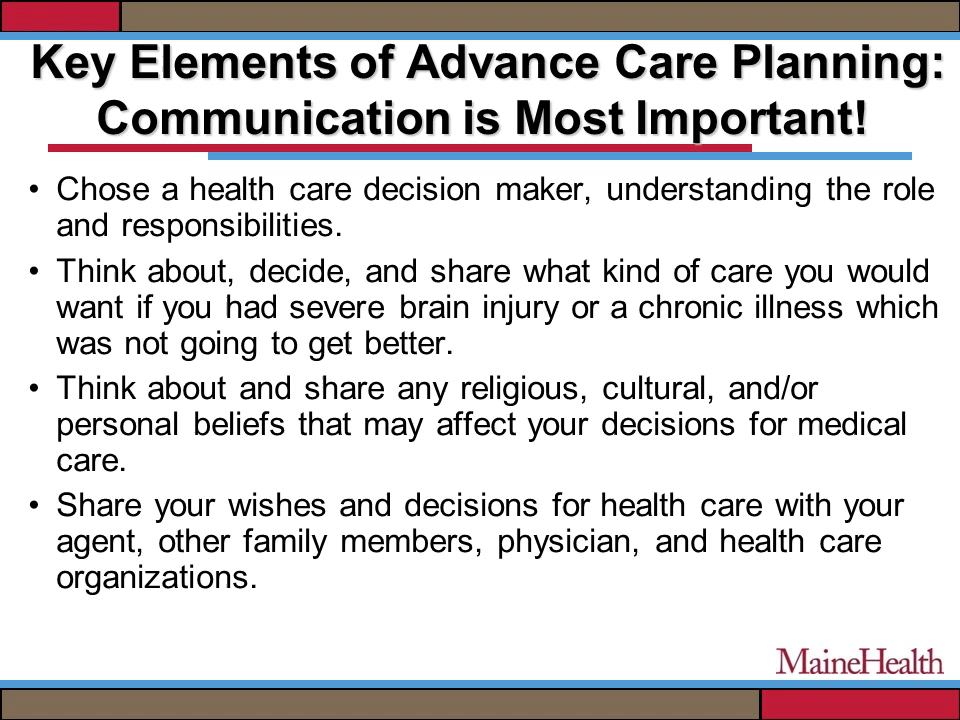 Key Elements of Advance Care Planning:
Communication is Most Important!
• Chose a health care decision maker, understanding the role
and responsibilities.
• Think about, decide, and share what kind of care you would
want if you had severe brain injury or a chronic illness which
was not going to get better.
• Think about and share any religious, cultural, and/or
personal beliefs that may affect your decisions for medical
care.
• Share your wishes and decisions for health care with your
agent, other family members, physician, and health care
organizations.
MaineHealth